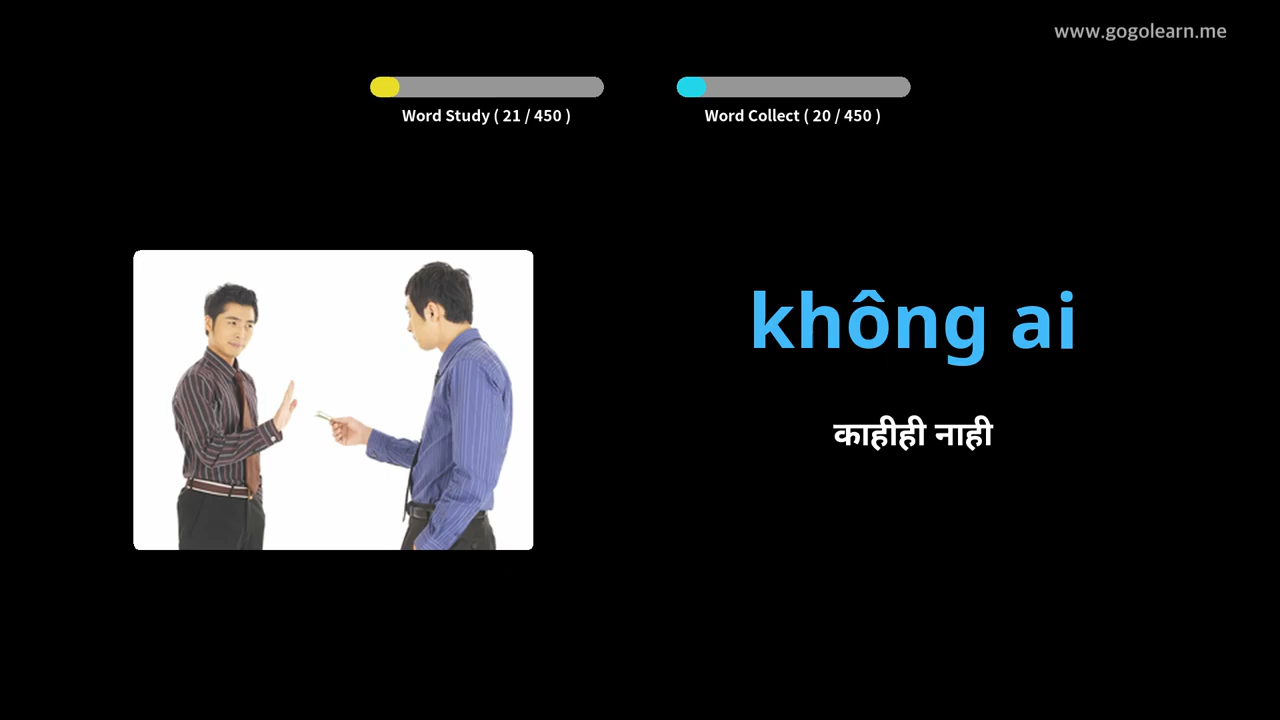 www.gogolearn.me
Word Study ( 21 / 450 )
Word Collect ( 20 / 450 )
không ai
काहीही नाही